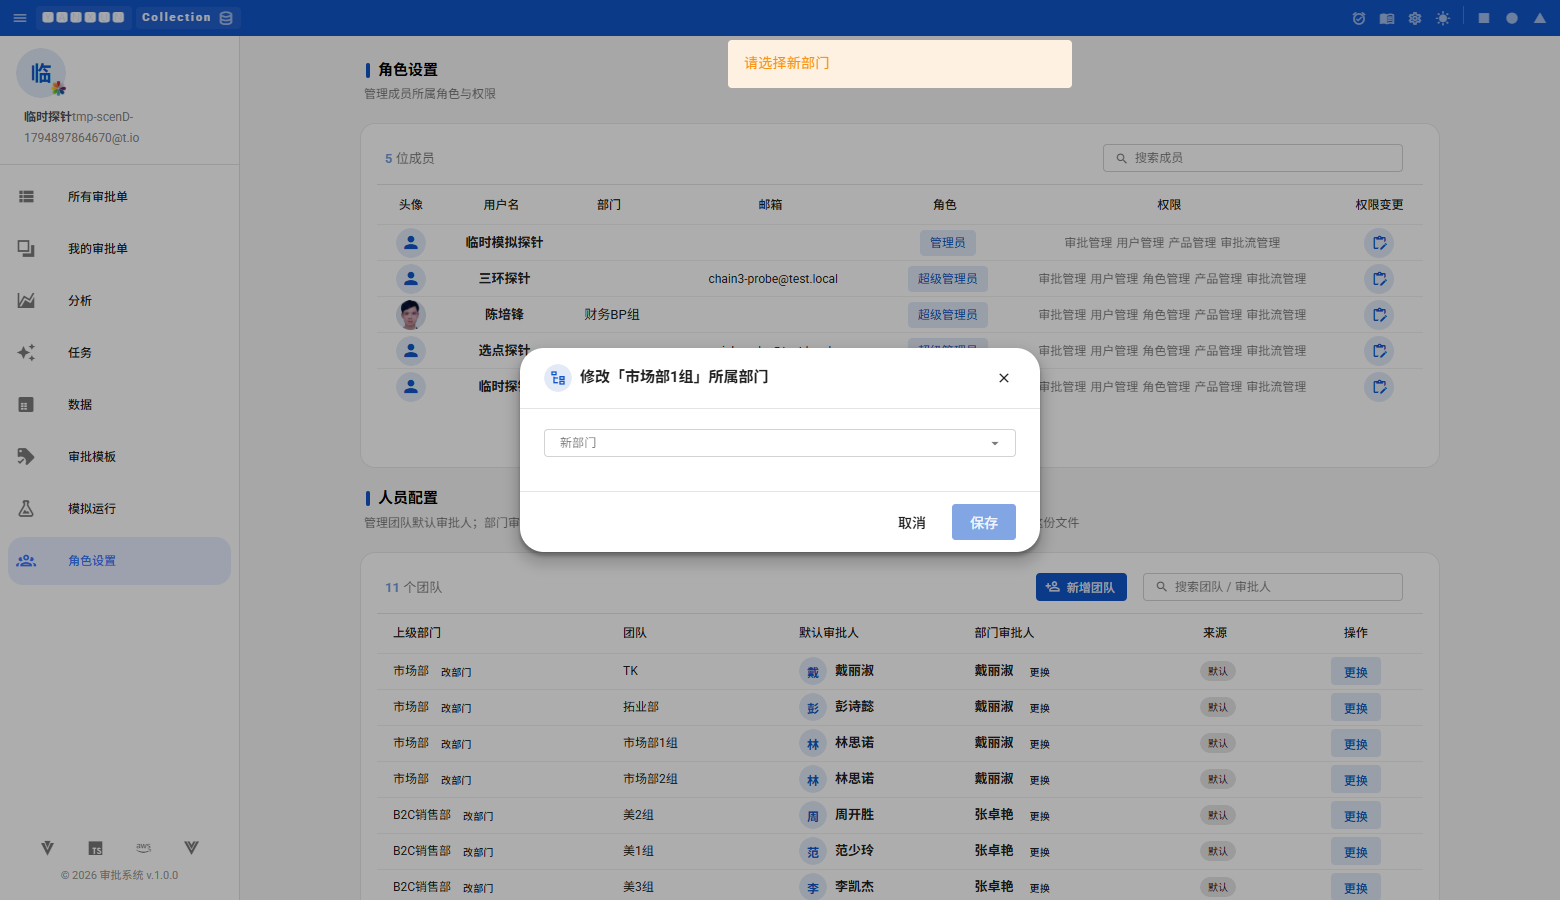 Collection
请选择新部门
临
临时探针tmp-scenD-
1794897864670@t.io
所有审批单
我的审批单
分析
任务
数据
审批模板
模拟运行
角色设置
TS
aws
© 2026 审批系统 v.1.0.0
角色设置
管理成员所属角色与权限
5 位成员
搜索成员
头像 用户名 部门 邮箱 角色 权限 权限变更
临时模拟探针 管理员 审批管理 用户管理 产品管理 审批流管理
三环探针 chain3-probe@test.local 超级管理员 审批管理 用户管理 角色管理 产品管理 审批流管理
陈培锋 财务BP组 超级管理员 审批管理 用户管理 角色管理 产品管理 审批流管理
选点探针 审批管理 用户管理 角色管理 产品管理 审批流管理
临时探 审批管理 用户管理 角色管理 产品管理 审批流管理
修改「市场部1组」所属部门
新部门
取消 保存
人员配置
管理团队默认审批人；部门审
份文件
11 个团队
新增团队
搜索团队 / 审批人
上级部门 团队 默认审批人 部门审批人 来源 操作
市场部 改部门 TK 戴 戴丽淑 戴丽淑 更换 默认 更换
市场部 改部门 拓业部 彭 彭诗懿 戴丽淑 更换 默认 更换
市场部 改部门 市场部1组 林 林思诺 戴丽淑 更换 默认 更换
市场部 改部门 市场部2组 林 林思诺 戴丽淑 更换 默认 更换
B2C销售部 改部门 美2组 周 周开胜 张卓艳 更换 默认 更换
B2C销售部 改部门 美1组 范 范少玲 张卓艳 更换 默认 更换
B2C销售部 改部门 美3组 李 李凯杰 张卓艳 更换 默认 更换